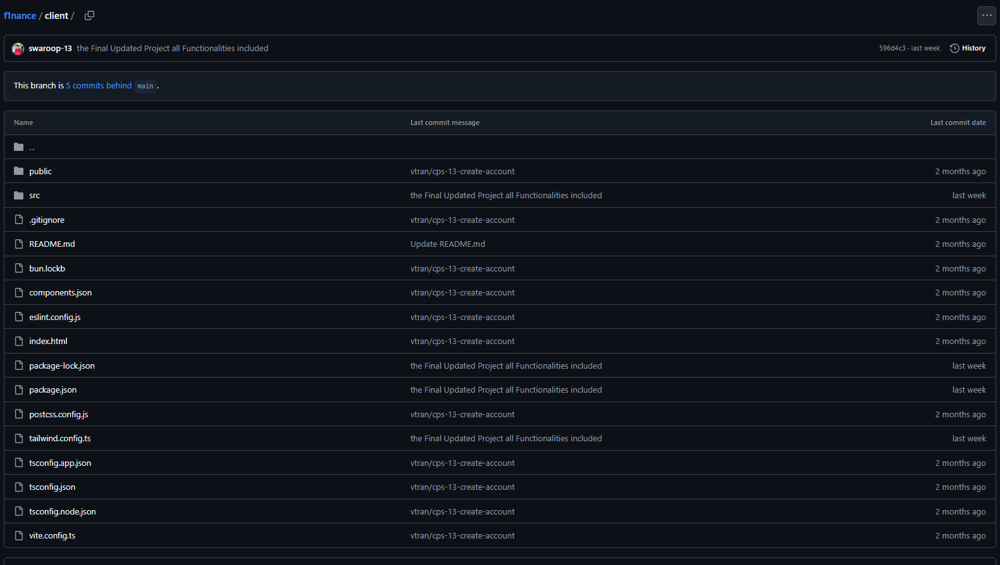 f1nance / client /
swaroop-13 the Final Updated Project all Functionalities included 596d4c3 · last week History
This branch is 5 commits behind main .
Name Last commit message Last commit date
..
public vtran/cps-13-create-account 2 months ago
src the Final Updated Project all Functionalities included last week
.gitignore vtran/cps-13-create-account 2 months ago
README.md Update README.md 2 months ago
bun.lockb vtran/cps-13-create-account 2 months ago
components.json vtran/cps-13-create-account 2 months ago
eslint.config.js vtran/cps-13-create-account 2 months ago
index.html vtran/cps-13-create-account 2 months ago
package-lock.json the Final Updated Project all Functionalities included last week
package.json the Final Updated Project all Functionalities included last week
postcss.config.js vtran/cps-13-create-account 2 months ago
tailwind.config.ts the Final Updated Project all Functionalities included last week
tsconfig.app.json vtran/cps-13-create-account 2 months ago
tsconfig.json vtran/cps-13-create-account 2 months ago
tsconfig.node.json vtran/cps-13-create-account 2 months ago
vite.config.ts vtran/cps-13-create-account 2 months ago